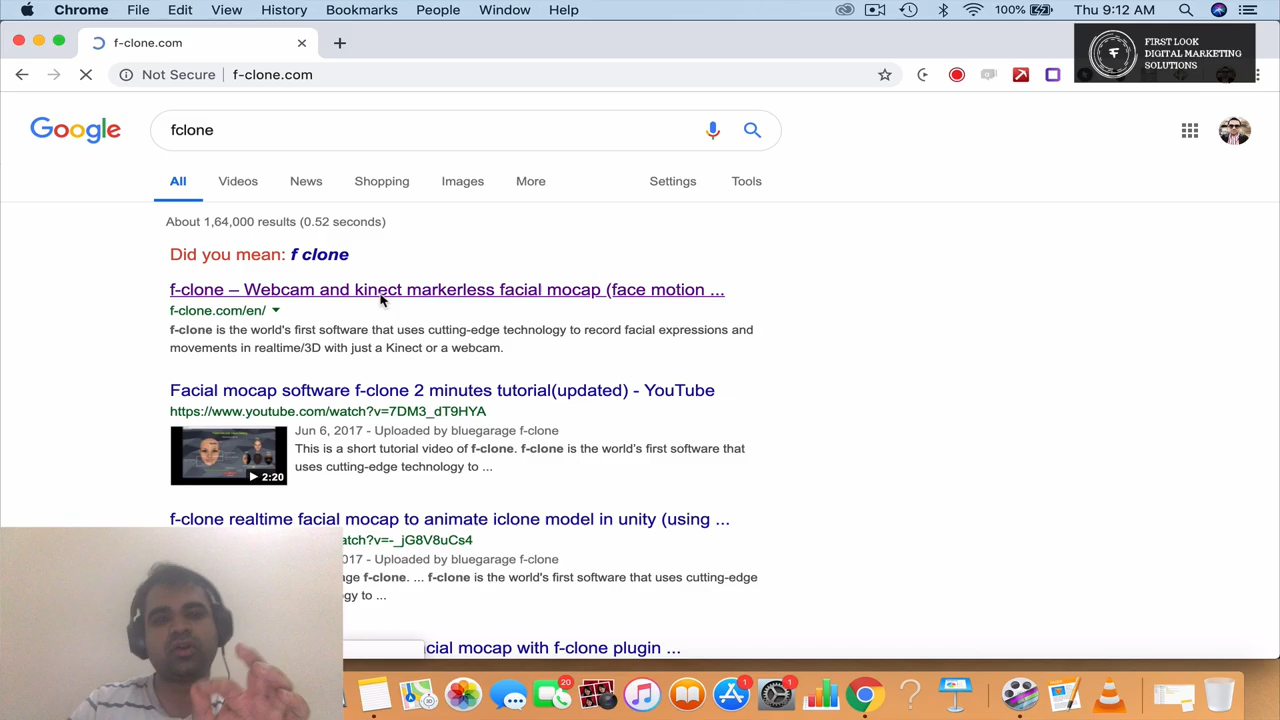 Chrome File Edit View History Bookmarks People Window Help 100% Thu 9:12 AM
f-clone.com
FIRST LOOK
DIGITAL MARKETING
SOLUTIONS
Not Secure f-clone.com
Google fclone
All Videos News Shopping Images More Settings Tools
About 1,64,000 results (0.52 seconds)
Did you mean: f clone
f-clone – Webcam and kinect markerless facial mocap (face motion ...
f-clone.com/en/
f-clone is the world's first software that uses cutting-edge technology to record facial expressions and
movements in realtime/3D with just a Kinect or a webcam.
Facial mocap software f-clone 2 minutes tutorial(updated) - YouTube
https://www.youtube.com/watch?v=7DM3_dT9HYA
Jun 6, 2017 - Uploaded by bluegarage f-clone
This is a short tutorial video of f-clone. f-clone is the world's first software that
uses cutting-edge technology to ...
2:20
f-clone realtime facial mocap to animate iclone model in unity (using ...
atch?v=-_jG8V8uCs4
2017 - Uploaded by bluegarage f-clone
ge f-clone. ... f-clone is the world's first software that uses cutting-edge
gy to ...
cial mocap with f-clone plugin ...
20 1 1